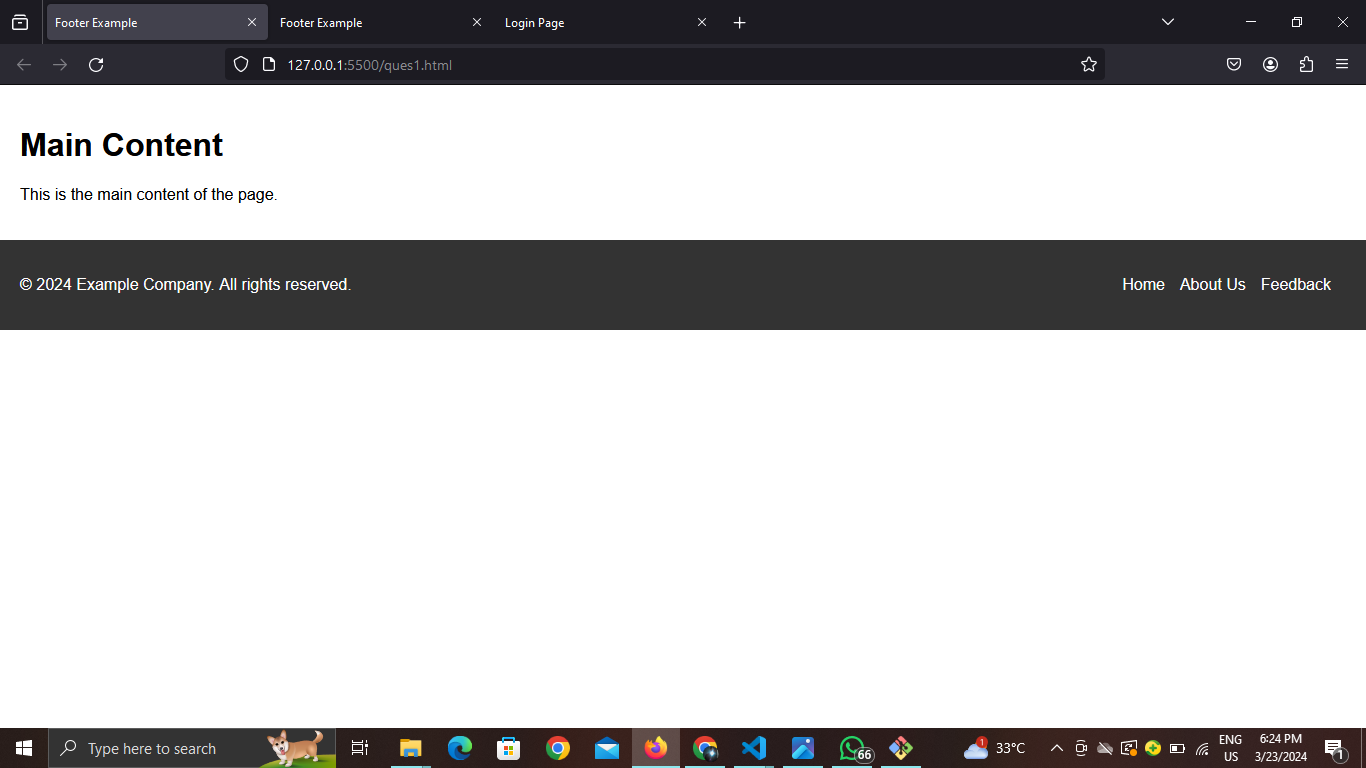 Footer Example
Footer Example
Login Page
127.0.0.1:5500/ques1.html
Main Content
This is the main content of the page.
© 2024 Example Company. All rights reserved.
Home About Us Feedback
Type here to search
66
1
33°C
ENG
US
6:24 PM
3/23/2024
1